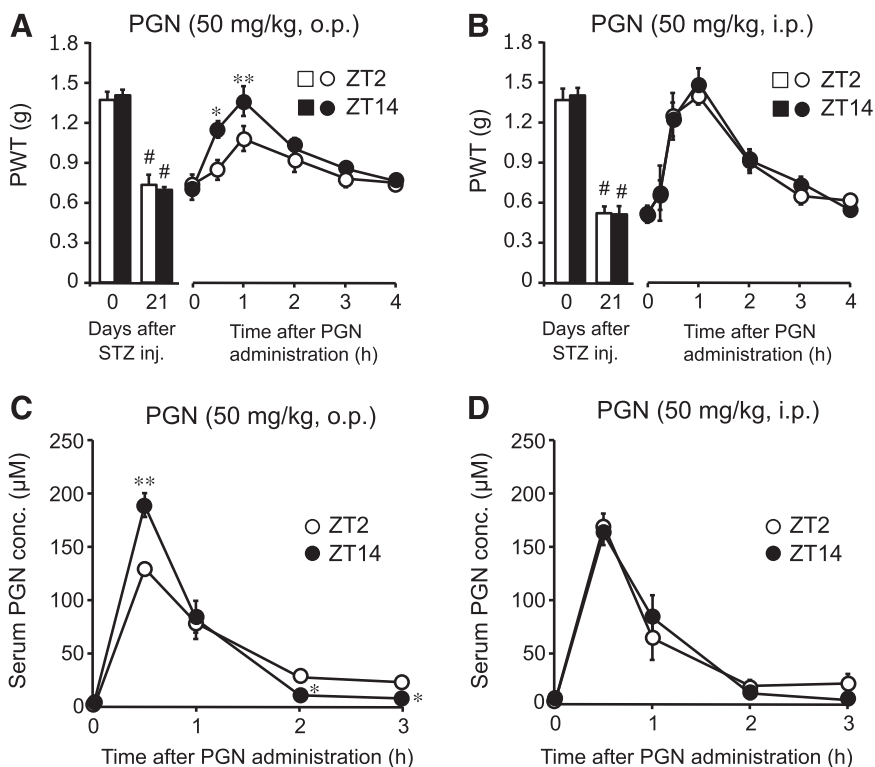 A
PGN (50 mg/kg, o.p.)
1.8
1.5
1.2
0.9
0.6
0.3
0
PWT (g)
ZT2
ZT14
*
**
#
#
0
21
Days after
STZ inj.
0
1
2
3
4
Time after PGN
administration (h)
B
PGN (50 mg/kg, i.p.)
1.8
1.5
1.2
0.9
0.6
0.3
0
PWT (g)
ZT2
ZT14
#
#
0
21
Days after
STZ inj.
0
1
2
3
4
Time after PGN
administration (h)
C
PGN (50 mg/kg, o.p.)
250
200
150
100
50
0
Serum PGN conc. (µM)
**
ZT2
ZT14
*
*
0
1
2
3
Time after PGN administration (h)
D
PGN (50 mg/kg, i.p.)
250
200
150
100
50
0
Serum PGN conc. (µM)
ZT2
ZT14
0
1
2
3
Time after PGN administration (h)